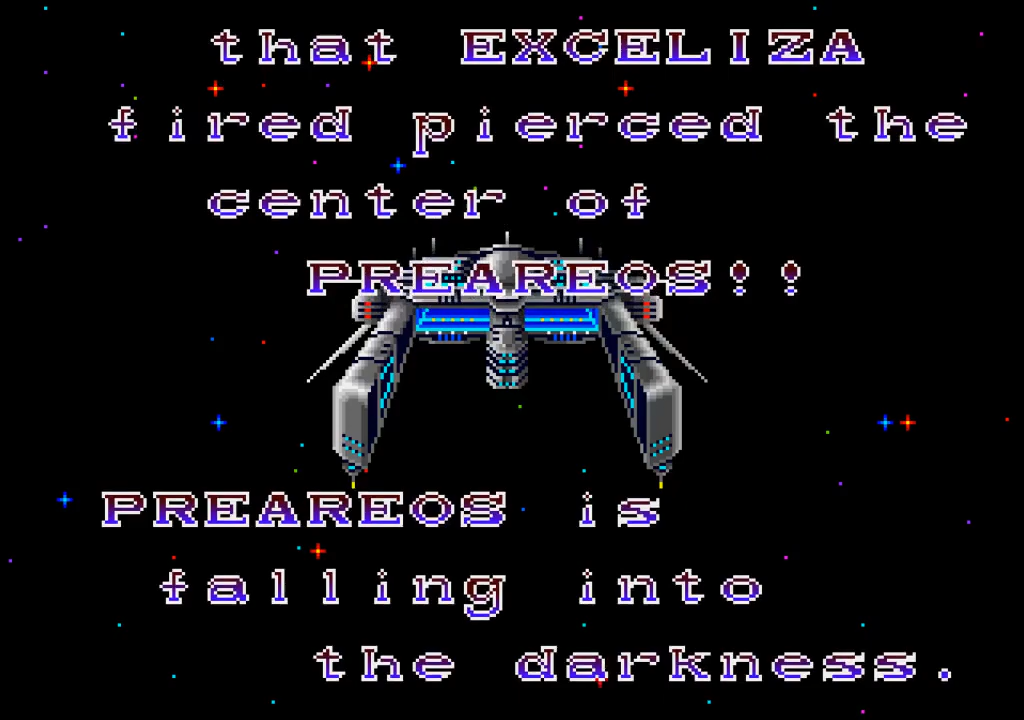 that EXCELIZA
fired pierced the
center of
PREAREOS!!
PREAREOS is
falling into
the darkness.